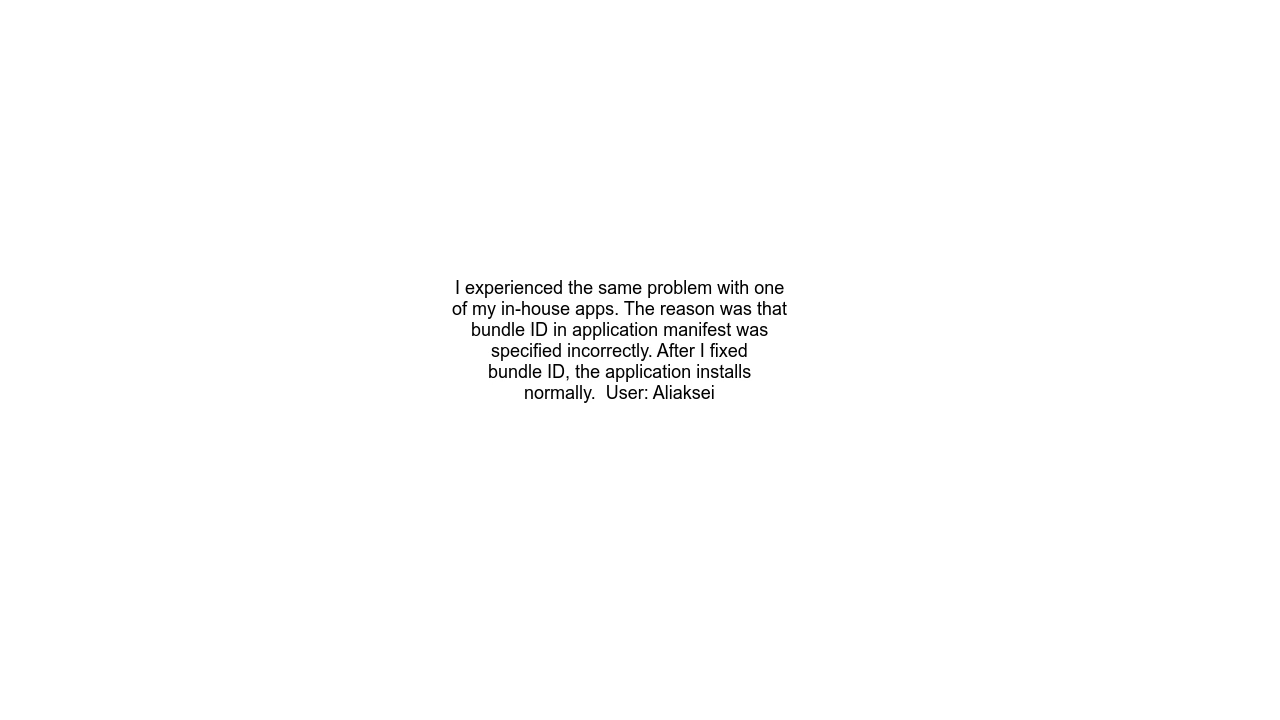 I experienced the same problem with one
of my in-house apps. The reason was that
bundle ID in application manifest was
specified incorrectly. After I fixed
bundle ID, the application installs
normally.  User: Aliaksei